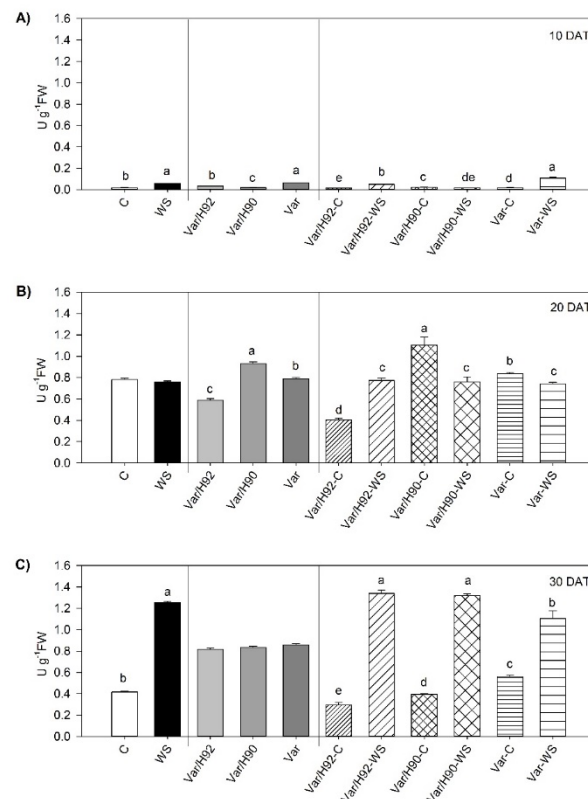 A)
10 DAT
U g⁻¹FW
1.6
1.4
1.2
1.0
0.8
0.6
0.4
0.2
0.0
b
a
b
c
a
e
b
c
de
d
a
C
WS
Var/H92
Var/H90
Var
Var/H92-C
Var/H92-WS
Var/H90-C
Var/H90-WS
Var-C
Var-WS
B)
20 DAT
U g⁻¹FW
1.6
1.4
1.2
1.0
0.8
0.6
0.4
0.2
0.0
c
a
b
d
c
a
c
b
c
C
WS
Var/H92
Var/H90
Var
Var/H92-C
Var/H92-WS
Var/H90-C
Var/H90-WS
Var-C
Var-WS
C)
30 DAT
U g⁻¹FW
1.6
1.4
1.2
1.0
0.8
0.6
0.4
0.2
0.0
b
a
e
a
d
a
c
b
C
WS
Var/H92
Var/H90
Var
Var/H92-C
Var/H92-WS
Var/H90-C
Var/H90-WS
Var-C
Var-WS